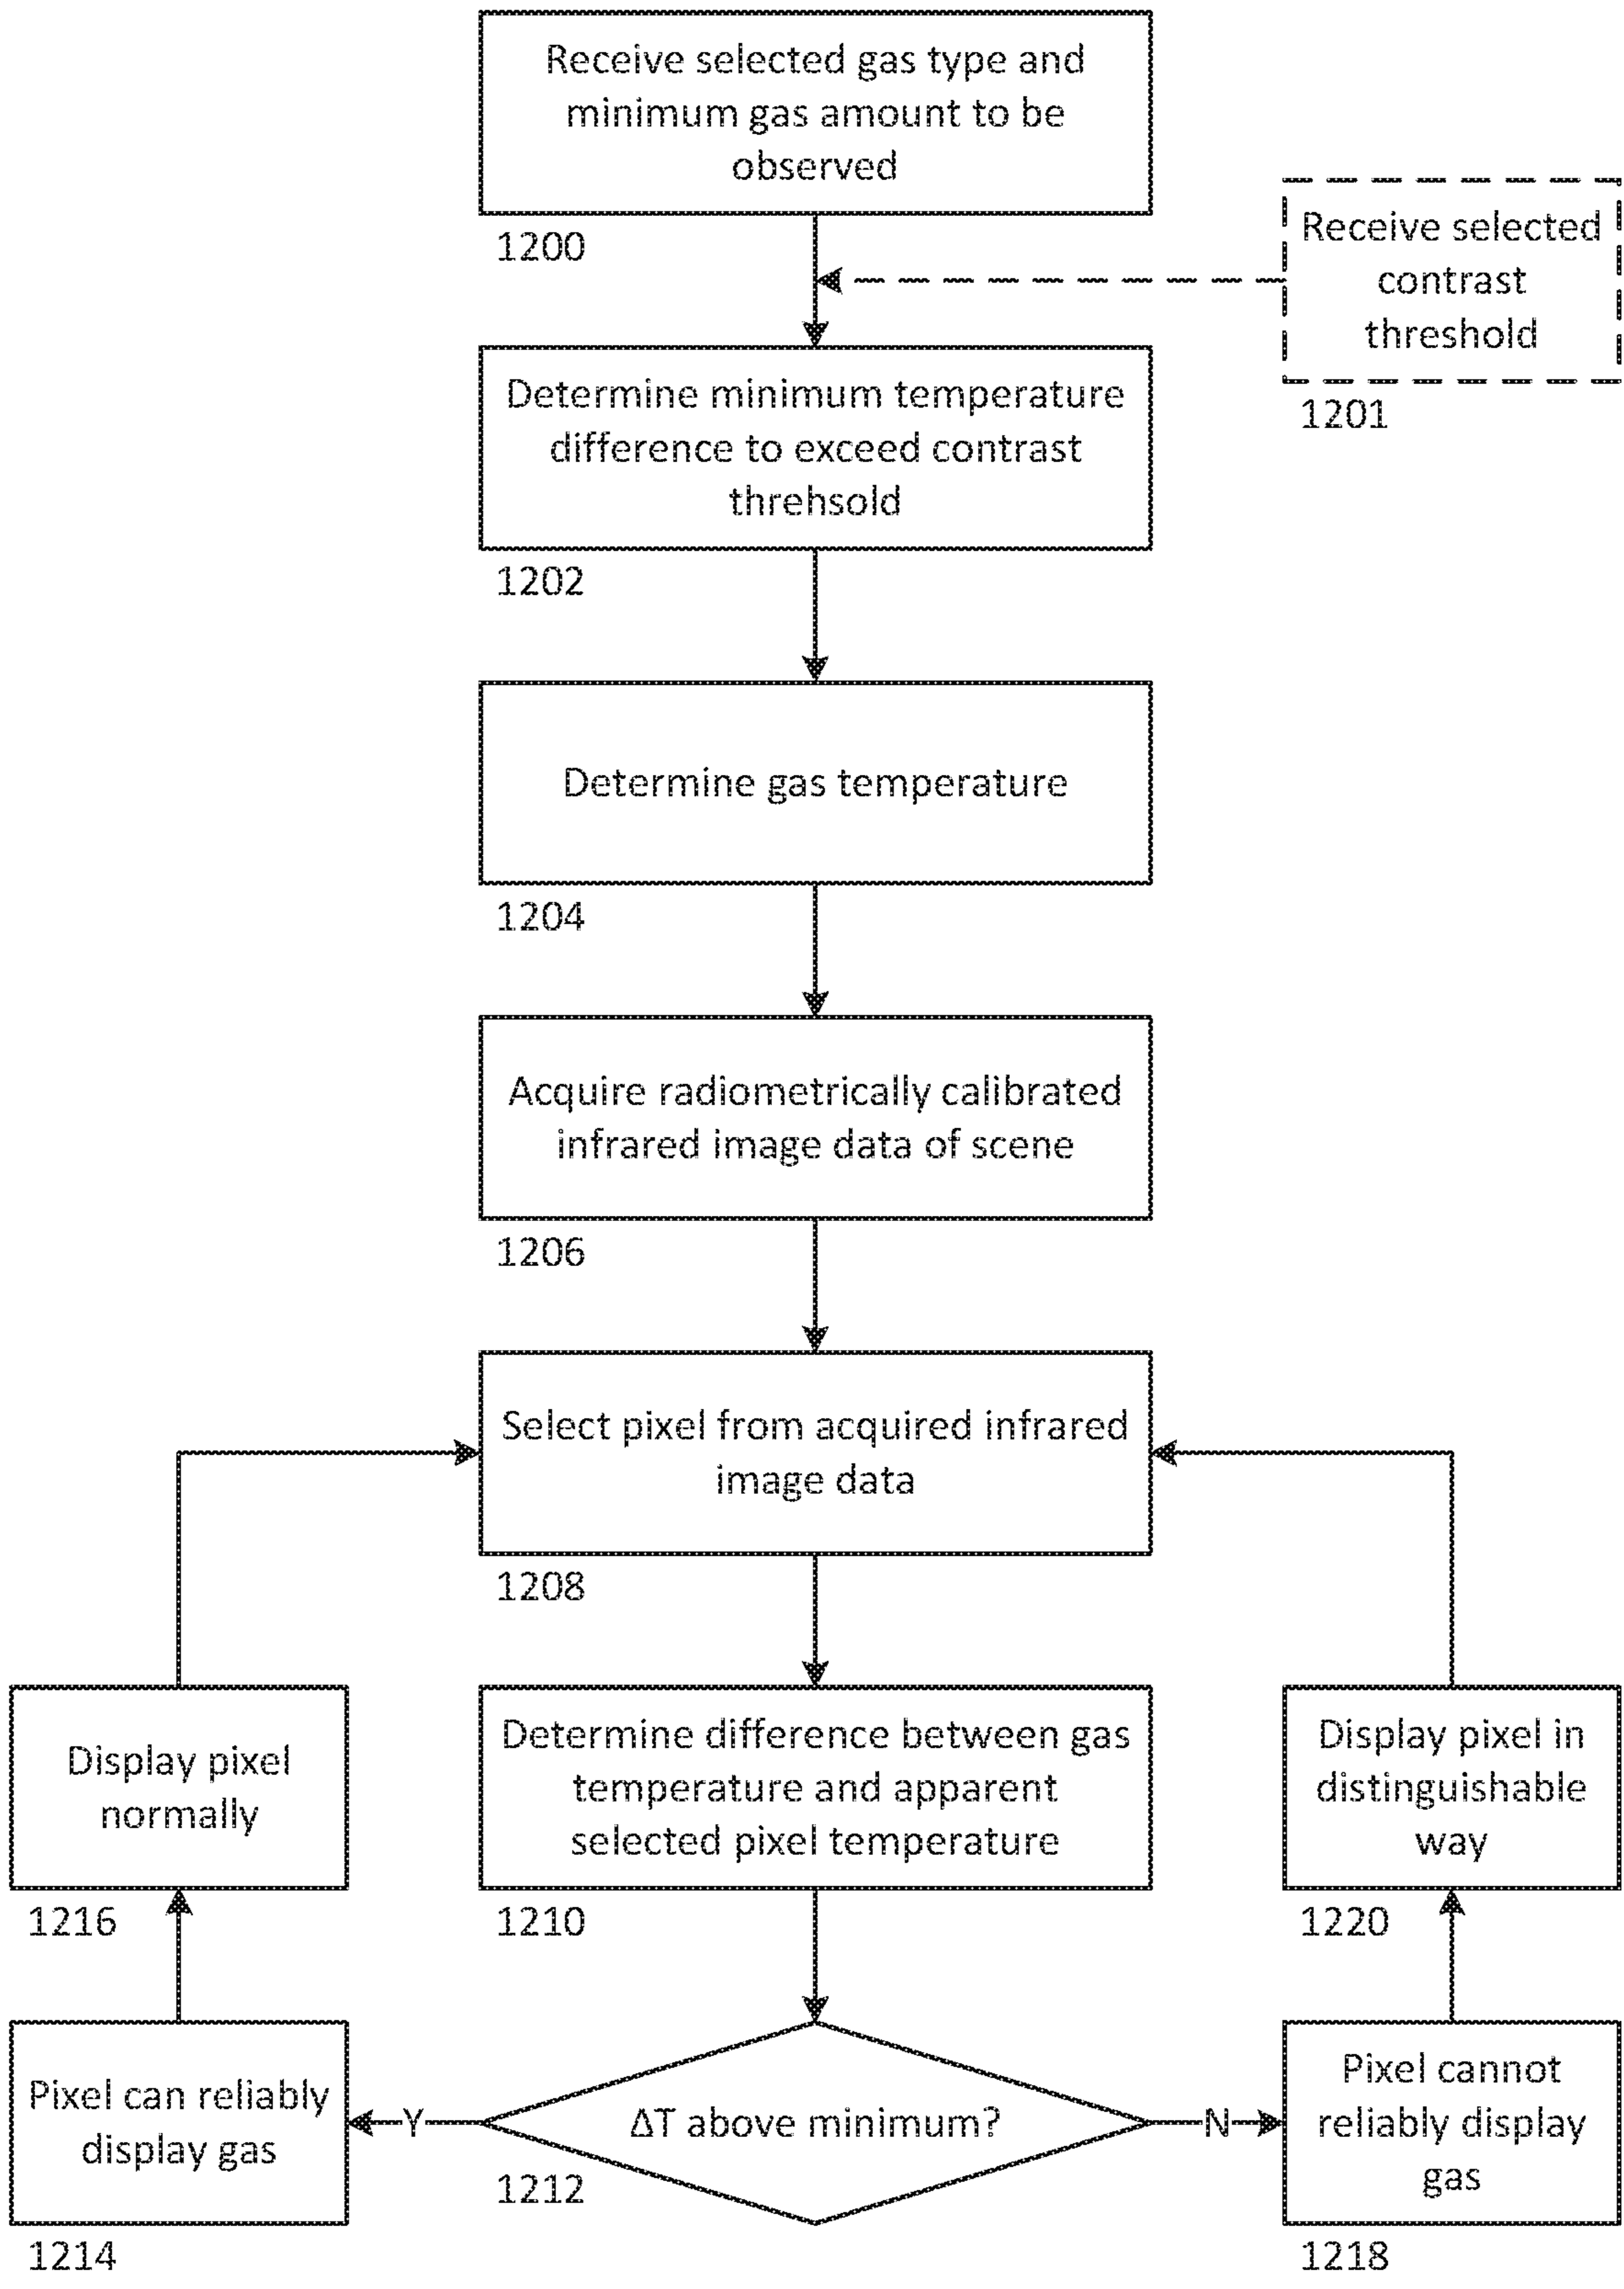 Receive selected gas type and
minimum gas amount to be
observed
1200
Receive selected
contrast
threshold
1201
Determine minimum temperature
difference to exceed contrast
threhsold
1202
Determine gas temperature
1204
Acquire radiometrically calibrated
infrared image data of scene
1206
Select pixel from acquired infrared
image data
1208
Display pixel
normally
1216
Determine difference between gas
temperature and apparent
selected pixel temperature
1210
Display pixel in
distinguishable
way
1220
Pixel can reliably
display gas
1214
Y
ΔT above minimum?
1212
N
Pixel cannot
reliably display
gas
1218